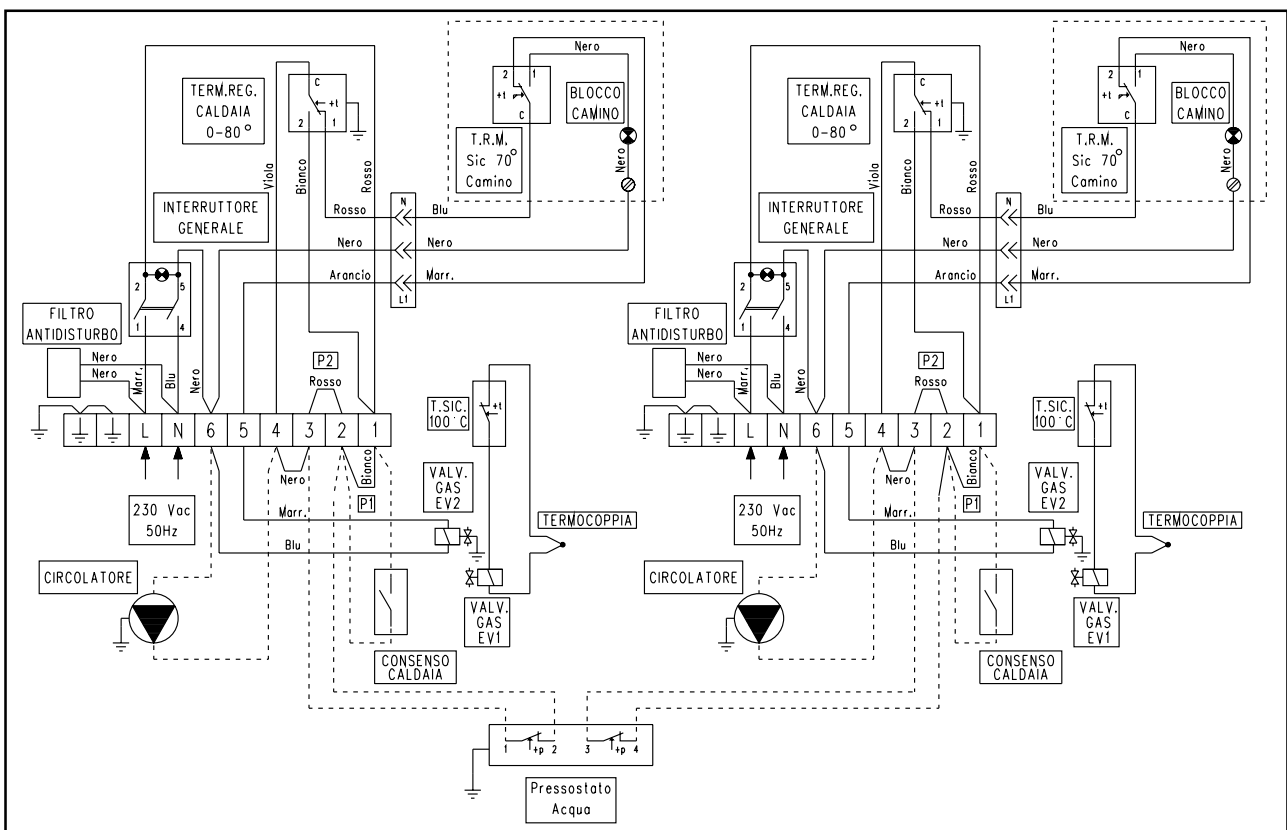 Nero
2
1
+t
C
T.R.M.
Sic 70°
Camino
BLOCCO
CAMINO
Nero
TERM.REG.
CALDAIA
0-80°
C
+t
2
1
Viola
Bianco
Rosso
INTERRUTTORE
GENERALE
Rosso
N
Blu
Nero
Nero
Arancio
Marr.
L1
2
5
1
4
FILTRO
ANTIDISTURBO
Nero
Nero
Marr.
Blu
Nero
P2
Rosso
L
N
6
5
4
3
2
1
230 Vac
50Hz
Nero
Bianco
P1
Marr.
Blu
T.SIC.
100°C
+t
VALV.
GAS
EV2
TERMOCOPPIA
VALV.
GAS
EV1
CIRCOLATORE
CONSENSO
CALDAIA
Nero
2
1
+t
C
T.R.M.
Sic 70°
Camino
BLOCCO
CAMINO
Nero
TERM.REG.
CALDAIA
0-80°
C
+t
2
1
Viola
Bianco
Rosso
INTERRUTTORE
GENERALE
Rosso
N
Blu
Nero
Nero
Arancio
Marr.
L1
2
5
1
4
FILTRO
ANTIDISTURBO
Nero
Nero
Marr.
Blu
Nero
P2
Rosso
L
N
6
5
4
3
2
1
230 Vac
50Hz
Nero
Bianco
P1
Marr.
Blu
T.SIC.
100°C
+t
VALV.
GAS
EV2
TERMOCOPPIA
VALV.
GAS
EV1
CIRCOLATORE
CONSENSO
CALDAIA
1
+p
2
3
+p
4
Pressostato
Acqua